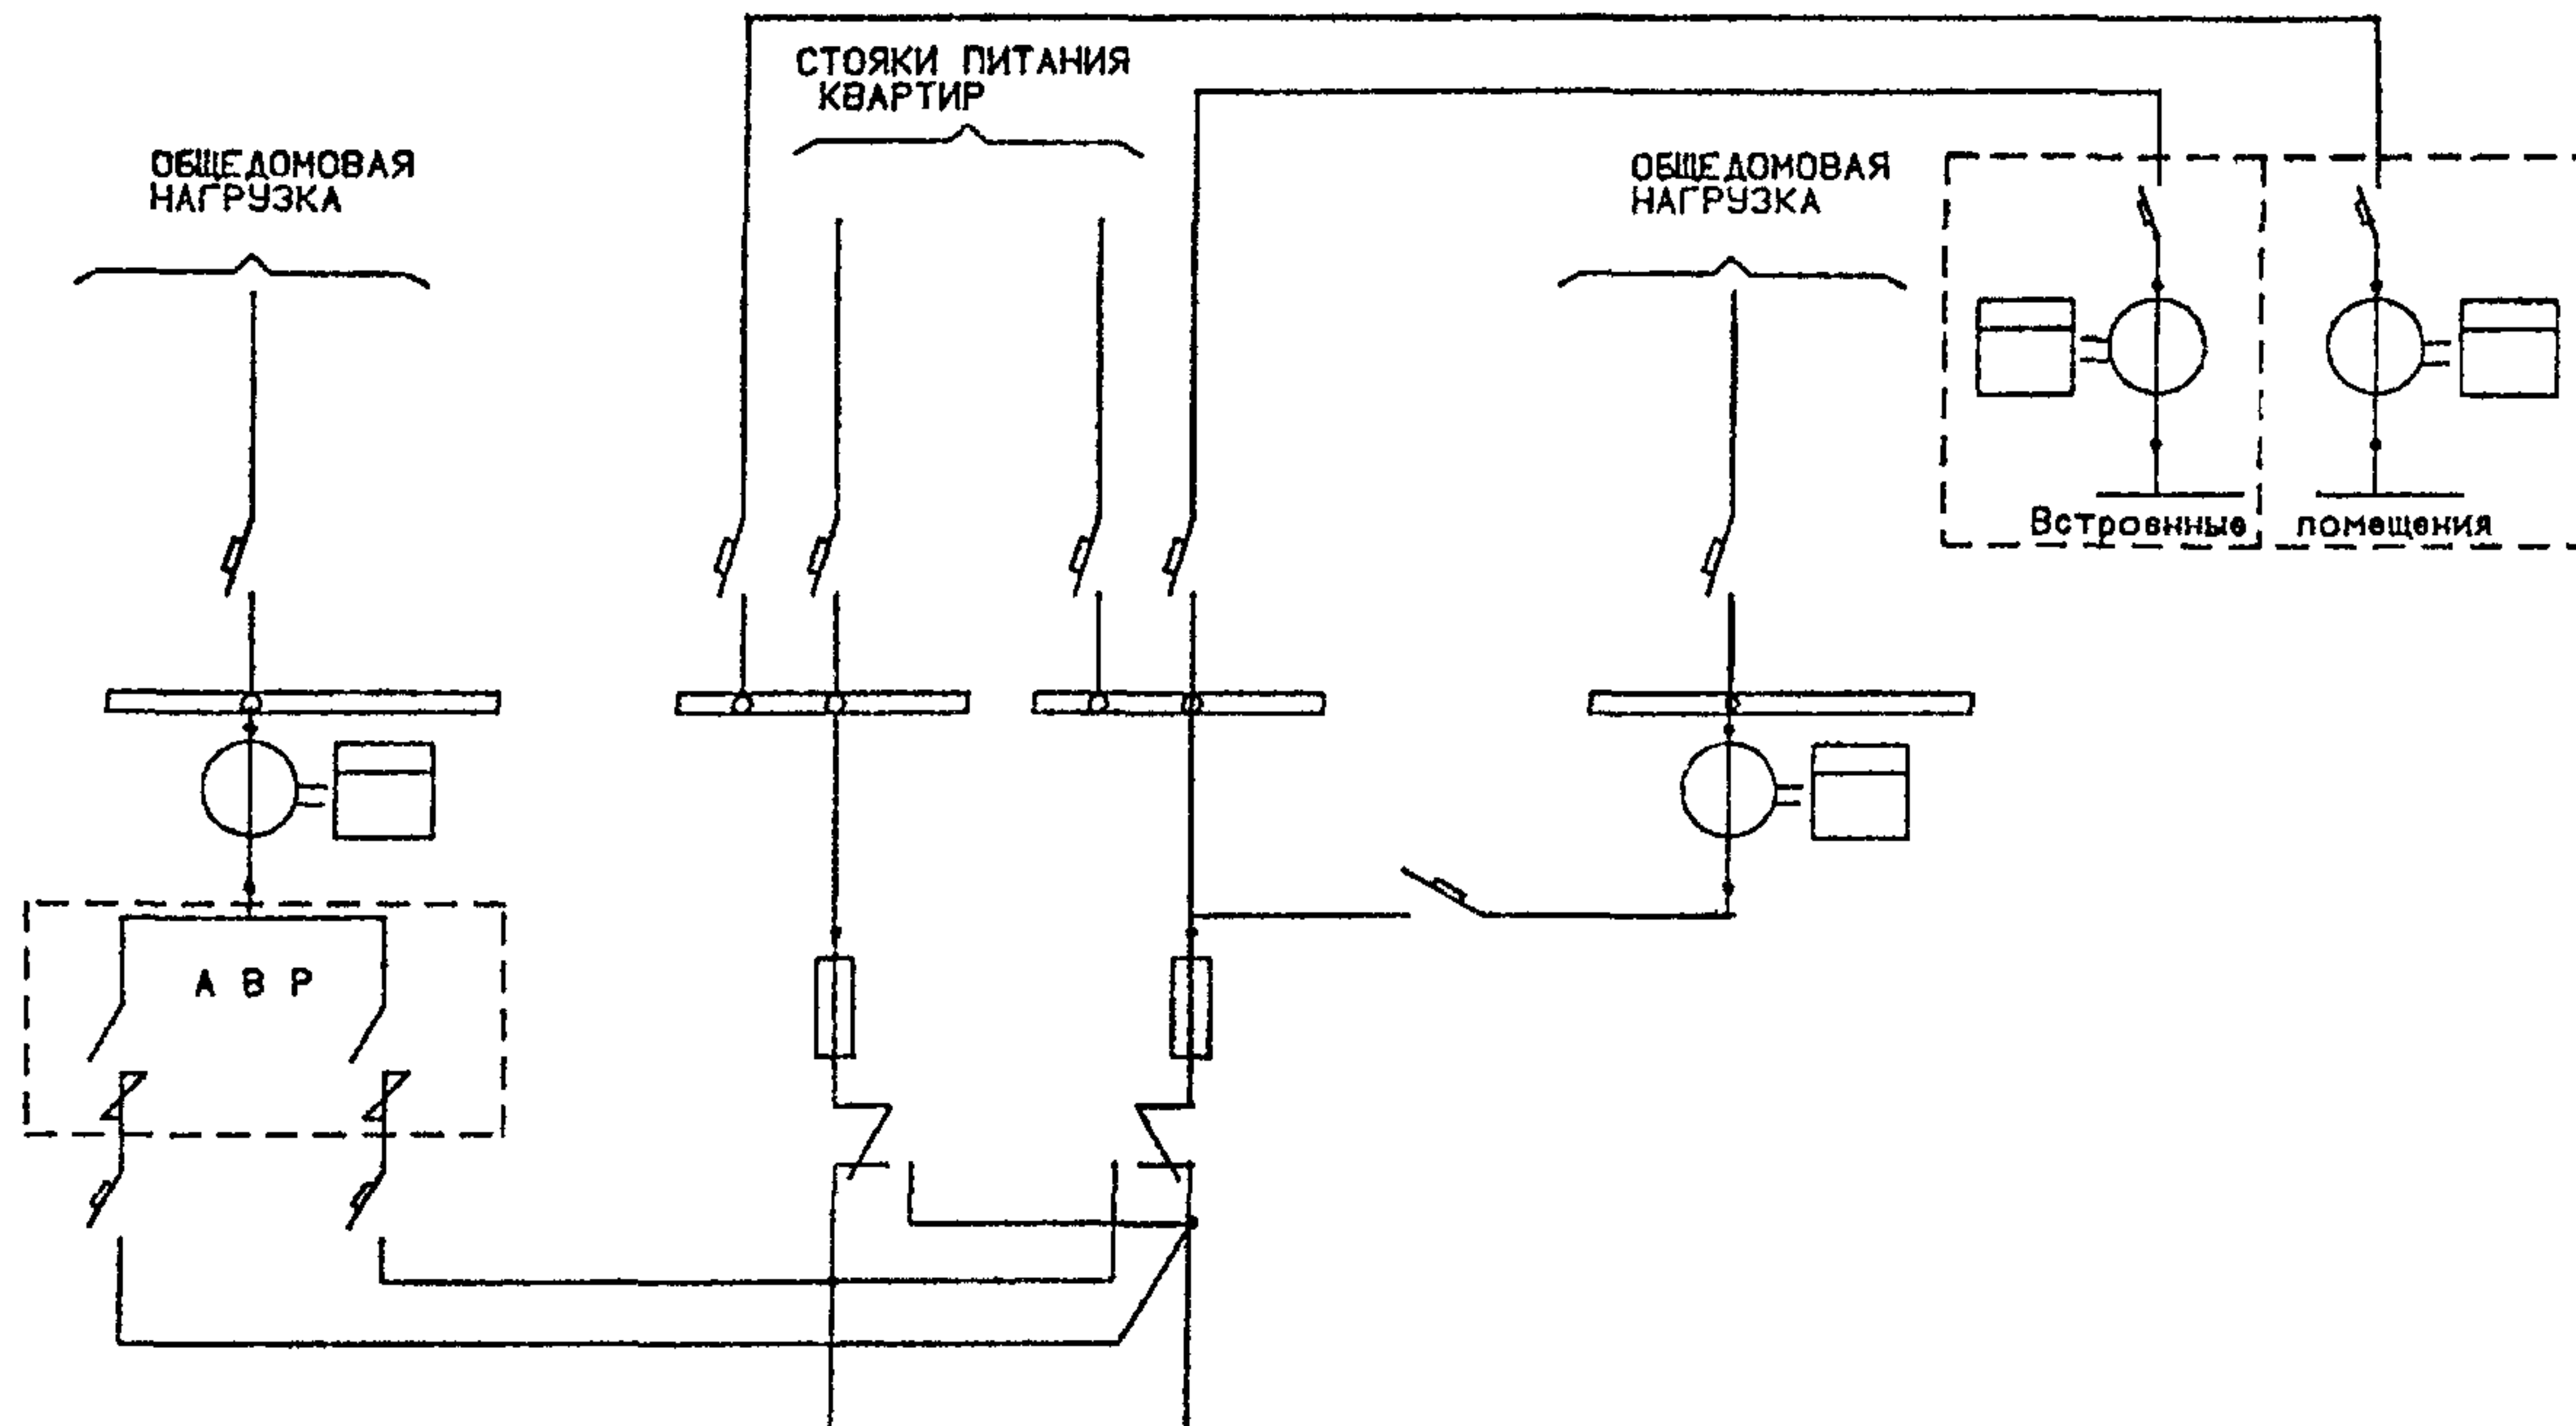 СТОЯКИ ПИТАНИЯ
КВАРТИР
ОБЩЕДОМОВАЯ
НАГРУЗКА
ОБЩЕДОМОВАЯ
НАГРУЗКА
Встроенные помещения
А В Р